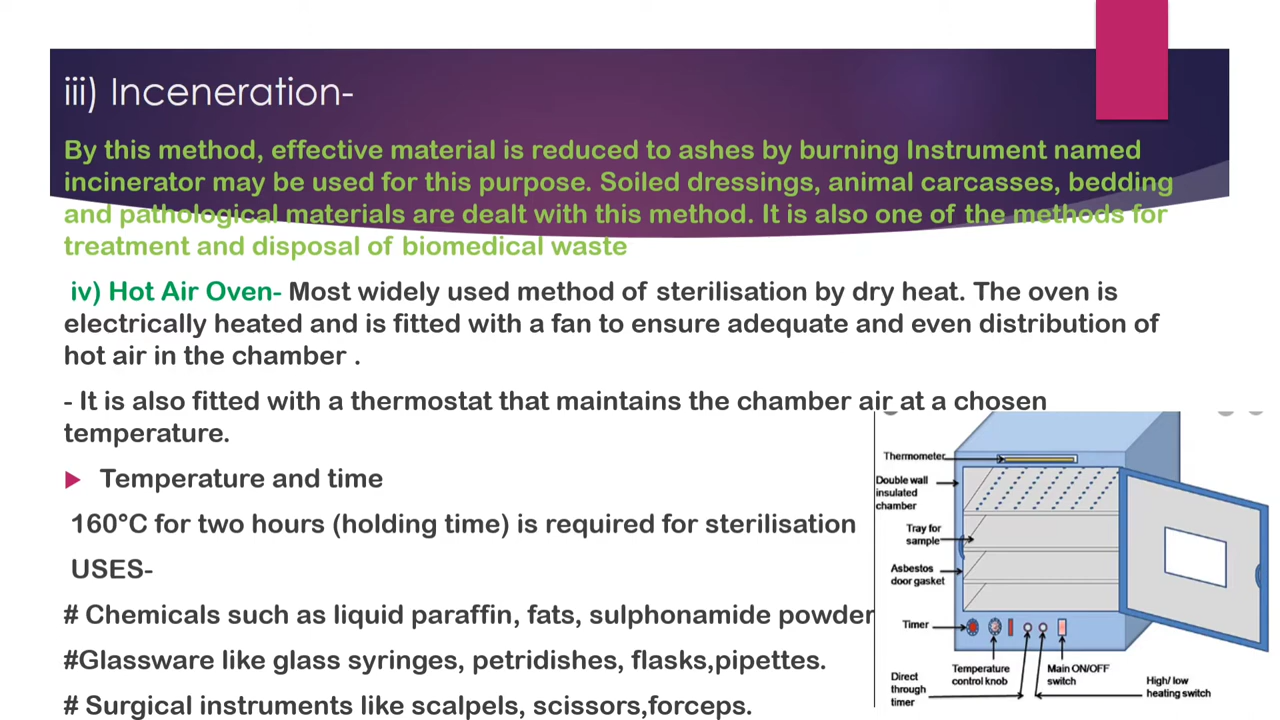 iii) Inceneration-
By this method, effective material is reduced to ashes by burning Instrument named
incinerator may be used for this purpose. Soiled dressings, animal carcasses, bedding
and pathological materials are dealt with this method. It is also one of the methods for
treatment and disposal of biomedical waste
iv) Hot Air Oven- Most widely used method of sterilisation by dry heat. The oven is
electrically heated and is fitted with a fan to ensure adequate and even distribution of
hot air in the chamber .
- It is also fitted with a thermostat that maintains the chamber air at a chosen
temperature.
Temperature and time
160°C for two hours (holding time) is required for sterilisation
USES-
# Chemicals such as liquid paraffin, fats, sulphonamide powder
#Glassware like glass syringes, petridishes, flasks,pipettes.
# Surgical instruments like scalpels, scissors,forceps.
Thermometer
Double wall
insulated
chamber
Tray for
sample
Asbestos
door gasket
Timer
Direct
through
timer
Temperature
control knob
Main ON/OFF
switch
High/ low
heating switch